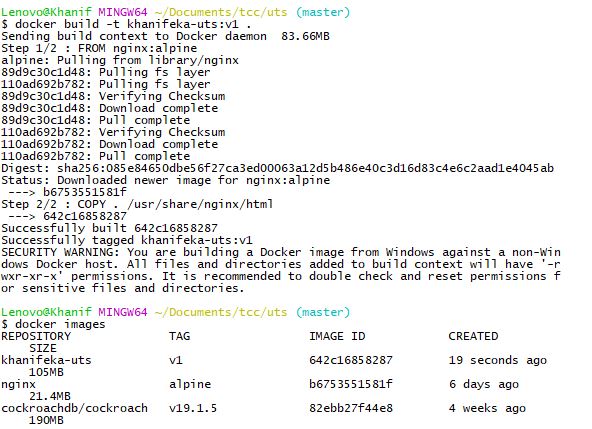 Lenovo@Khanif MINGW64 ~/Documents/tcc/uts (master)
$ docker build -t khanifeka-uts:v1 .
Sending build context to Docker daemon  83.66MB
Step 1/2 : FROM nginx:alpine
alpine: Pulling from library/nginx
89d9c30c1d48: Pulling fs layer
110ad692b782: Pulling fs layer
89d9c30c1d48: Verifying Checksum
89d9c30c1d48: Download complete
89d9c30c1d48: Pull complete
110ad692b782: Verifying Checksum
110ad692b782: Download complete
110ad692b782: Pull complete
Digest: sha256:085e84650dbe56f27ca3ed00063a12d5b486e40c3d16d83c4e6c2aad1e4045ab
Status: Downloaded newer image for nginx:alpine
 ---> b6753551581f
Step 2/2 : COPY . /usr/share/nginx/html
 ---> 642c16858287
Successfully built 642c16858287
Successfully tagged khanifeka-uts:v1
SECURITY WARNING: You are building a Docker image from Windows against a non-Win
dows Docker host. All files and directories added to build context will have '-r
wxr-xr-x' permissions. It is recommended to double check and reset permissions f
or sensitive files and directories.
Lenovo@Khanif MINGW64 ~/Documents/tcc/uts (master)
$ docker images
REPOSITORY TAG IMAGE ID CREATED
SIZE
khanifeka-uts v1 642c16858287 19 seconds ago
105MB
nginx alpine b6753551581f 6 days ago
21.4MB
cockroachdb/cockroach v19.1.5 82ebb27f44e8 4 weeks ago
190MB